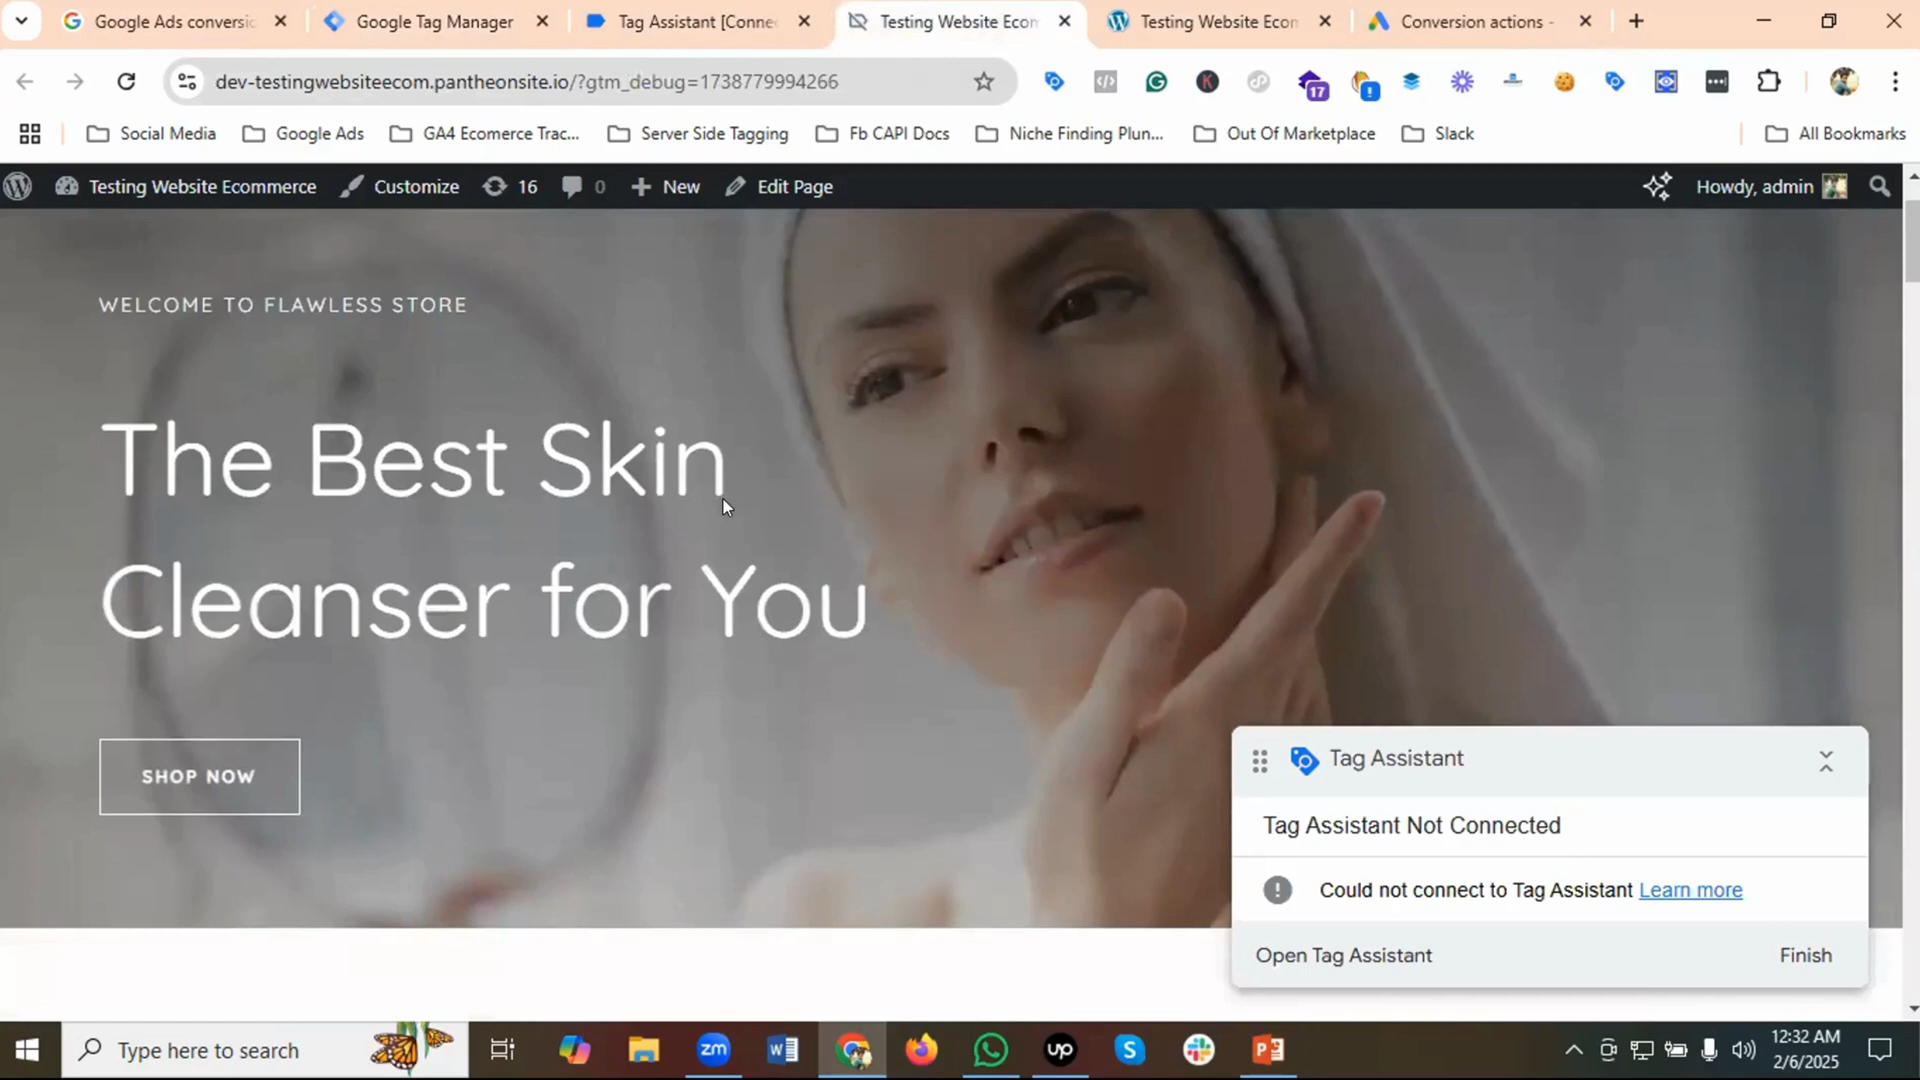 Google Ads conversi
Google Tag Manager
Tag Assistant [Conne
Testing Website Econ
Testing Website Econ
Conversion actions -
dev-testingwebsiteecom.pantheonsite.io/?gtm_debug=1738779994266
17
Social Media
Google Ads
GA4 Ecomerce Trac...
Server Side Tagging
Fb CAPI Docs
Niche Finding Plun...
Out Of Marketplace
Slack
All Bookmarks
Testing Website Ecommerce
Customize
16
0
New
Edit Page
Howdy, admin
WELCOME TO FLAWLESS STORE
The Best Skin
Cleanser for You
SHOP NOW
Tag Assistant
Tag Assistant Not Connected
Could not connect to Tag Assistant Learn more
Open Tag Assistant
Finish
Type here to search
zm
up
12:32 AM
2/6/2025